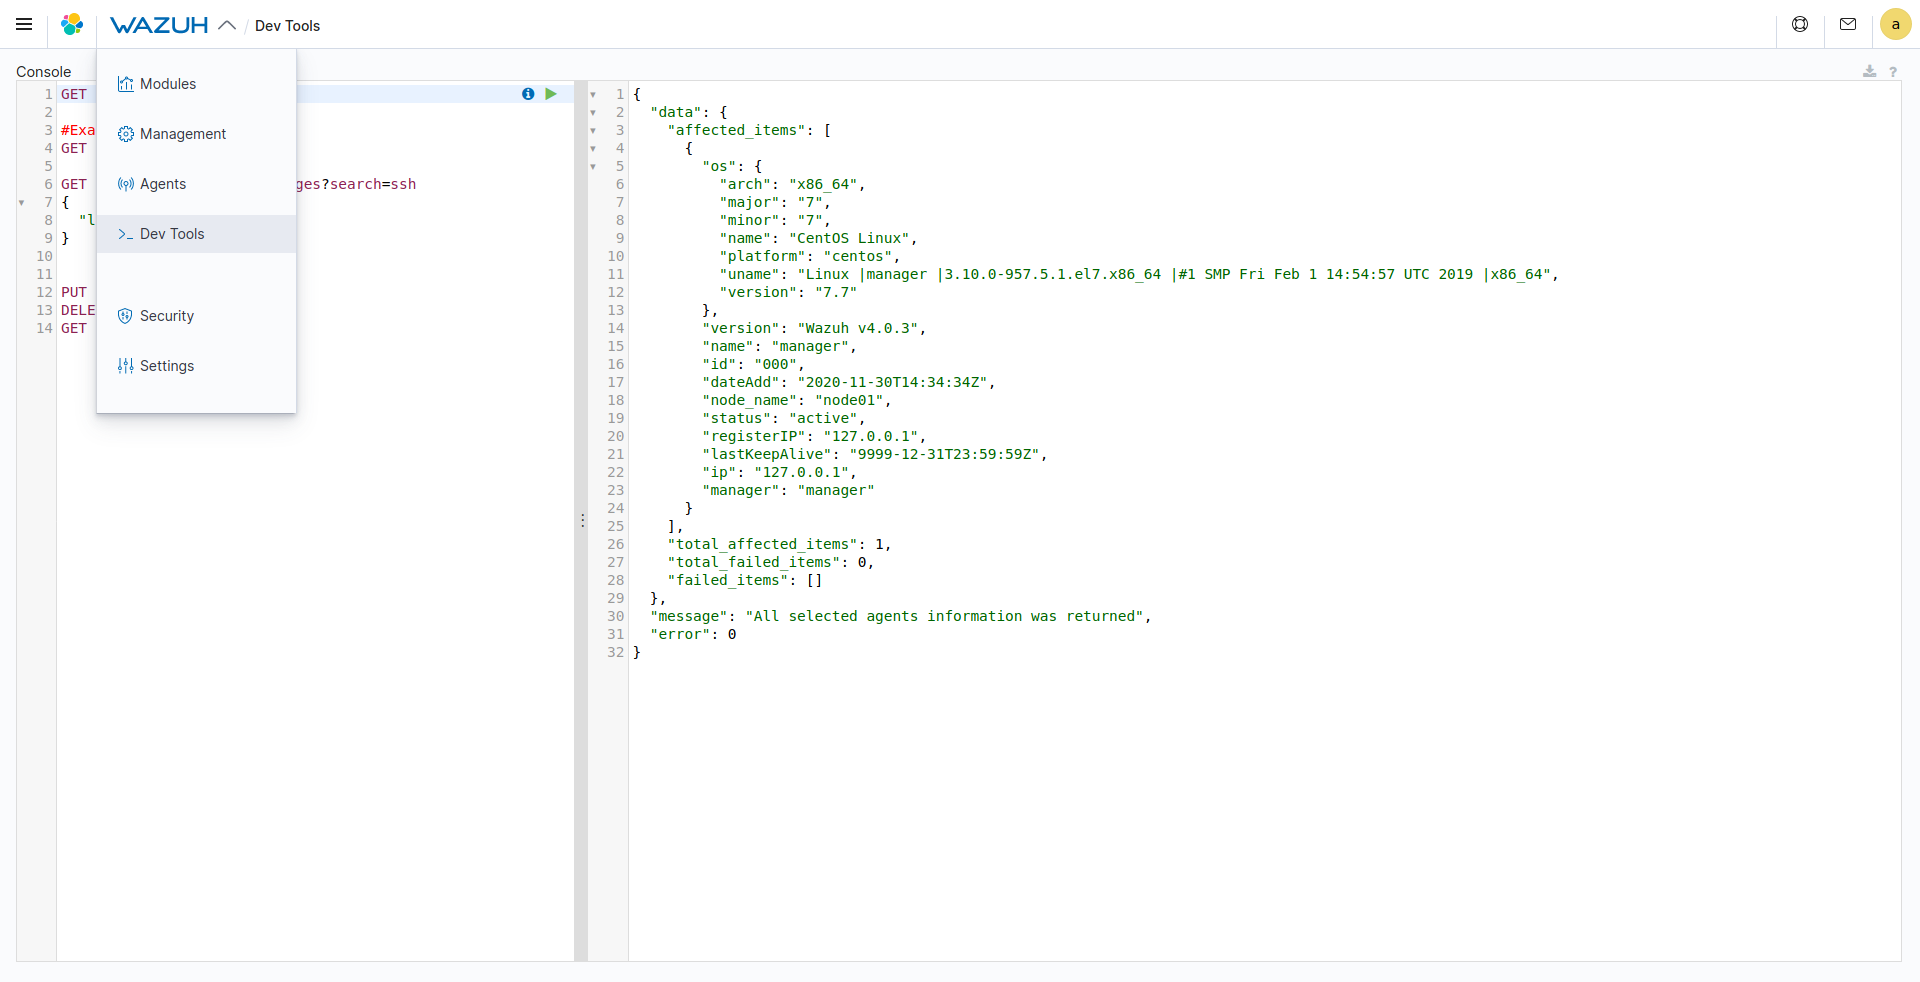 WAZUH / Dev Tools a
Console ?
Modules
Management
Agents
Dev Tools
Security
Settings
1 GET
2
3 #Exa
4 GET
5
6 GET ges?search=ssh
7 {
8 "l
9 }
10
11
12 PUT
13 DELE
14 GET
1 {
2 "data": {
3 "affected_items": [
4 {
5 "os": {
6 "arch": "x86_64",
7 "major": "7",
8 "minor": "7",
9 "name": "CentOS Linux",
10 "platform": "centos",
11 "uname": "Linux |manager |3.10.0-957.5.1.el7.x86_64 |#1 SMP Fri Feb 1 14:54:57 UTC 2019 |x86_64",
12 "version": "7.7"
13 },
14 "version": "Wazuh v4.0.3",
15 "name": "manager",
16 "id": "000",
17 "dateAdd": "2020-11-30T14:34:34Z",
18 "node_name": "node01",
19 "status": "active",
20 "registerIP": "127.0.0.1",
21 "lastKeepAlive": "9999-12-31T23:59:59Z",
22 "ip": "127.0.0.1",
23 "manager": "manager"
24 }
25 ],
26 "total_affected_items": 1,
27 "total_failed_items": 0,
28 "failed_items": []
29 },
30 "message": "All selected agents information was returned",
31 "error": 0
32 }